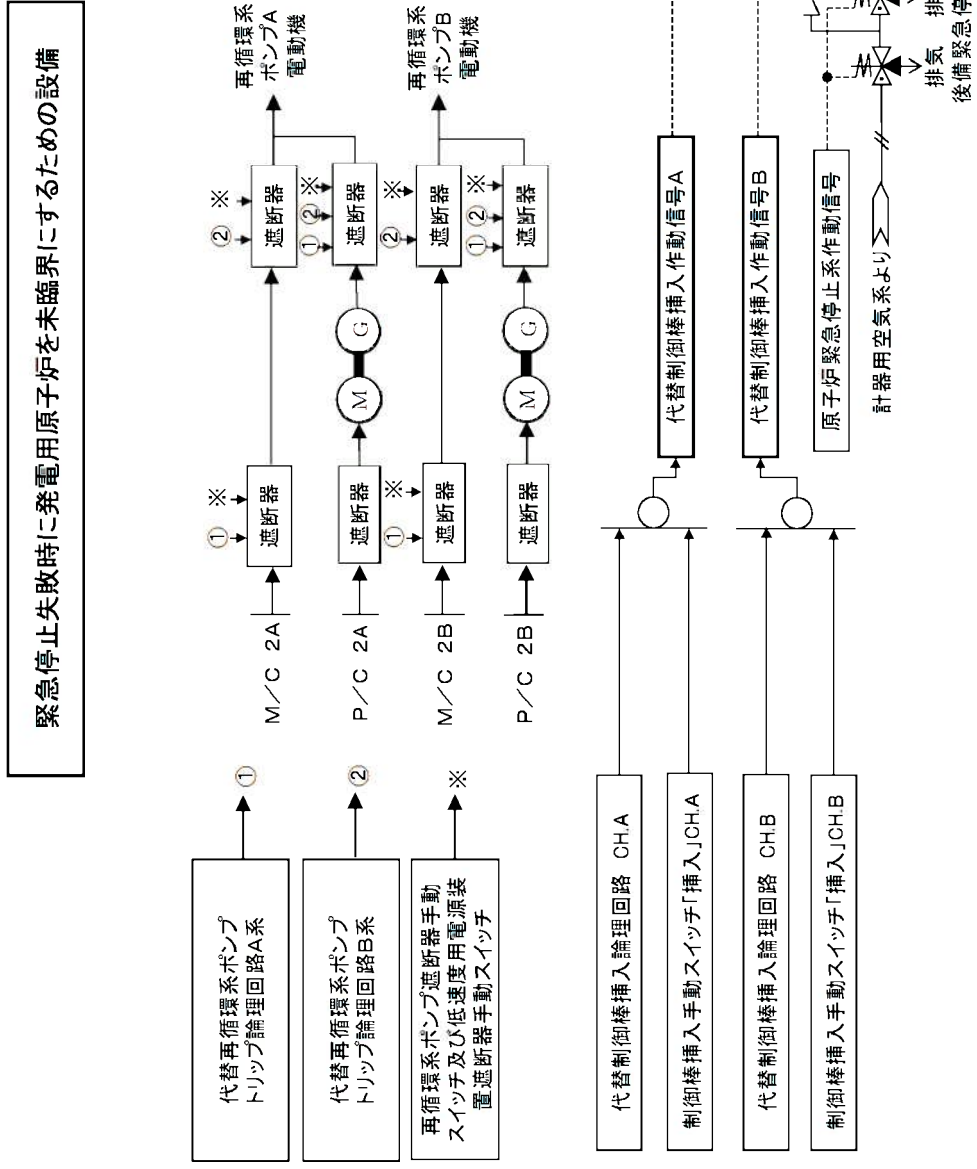 緊急停止失敗時に発電用原子炉を未臨界にするための設備
代替再循環系ポンプ
トリップ論理回路A系
①
代替再循環系ポンプ
トリップ論理回路B系
②
再循環系ポンプ遮断器手動
スイッチ及び低速度用電源装
置遮断器手動スイッチ
※
M/C 2A
① ※
遮断器
② ※
遮断器
再循環系
ポンプA
電動機
P/C 2A
遮断器
M
G
① ② ※
遮断器
M/C 2B
① ※
遮断器
② ※
遮断器
再循環系
ポンプB
電動機
P/C 2B
遮断器
M
G
① ② ※
遮断器
代替制御棒挿入論理回路 CH.A
制御棒挿入手動スイッチ「挿入」CH.A
代替制御棒挿入作動信号A
代替制御棒挿入論理回路 CH.B
制御棒挿入手動スイッチ「挿入」CH.B
代替制御棒挿入作動信号B
原子炉緊急停止系作動信号
計器用空気系より
排気
排
後備緊急停